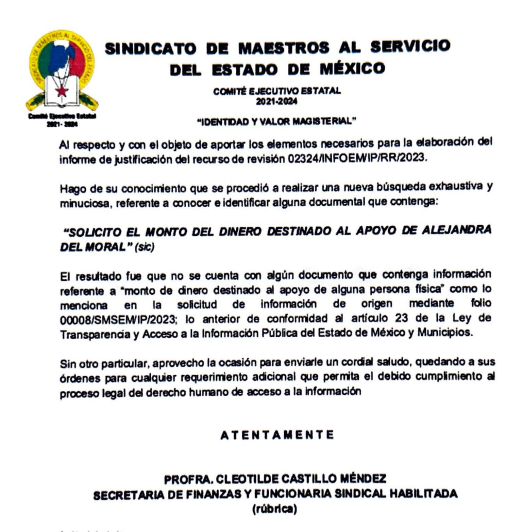 SINDICATO DE MAESTROS AL SERVICIO
DEL ESTADO DE MÉXICO
COMITÉ EJECUTIVO ESTATAL
2021-2024
Comité Ejecutivo Estatal
2021- 2024
"IDENTIDAD Y VALOR MAGISTERIAL"
Al respecto y con el objeto de aportar los elementos necesarios para la elaboración del
informe de justificación del recurso de revisión 02324/INFOEM/IP/RR/2023.
Hago de su conocimiento que se procedió a realizar una nueva búsqueda exhaustiva y
minuciosa, referente a conocer e identificar alguna documental que contenga:
"SOLICITO EL MONTO DEL DINERO DESTINADO AL APOYO DE ALEJANDRA
DEL MORAL" (sic)
El resultado fue que no se cuenta con algún documento que contenga información
referente a "monto de dinero destinado al apoyo de alguna persona física" como lo
menciona en la solicitud de información de origen mediante folio
00008/SMSEM/IP/2023; lo anterior de conformidad al artículo 23 de la Ley de
Transparencia y Acceso a la Información Pública del Estado de México y Municipios.
Sin otro particular, aprovecho la ocasión para enviarle un cordial saludo, quedando a sus
órdenes para cualquier requerimiento adicional que permita el debido cumplimiento al
proceso legal del derecho humano de acceso a la información
ATENTAMENTE
PROFRA. CLEOTILDE CASTILLO MÉNDEZ
SECRETARIA DE FINANZAS Y FUNCIONARIA SINDICAL HABILITADA
(rúbrica)